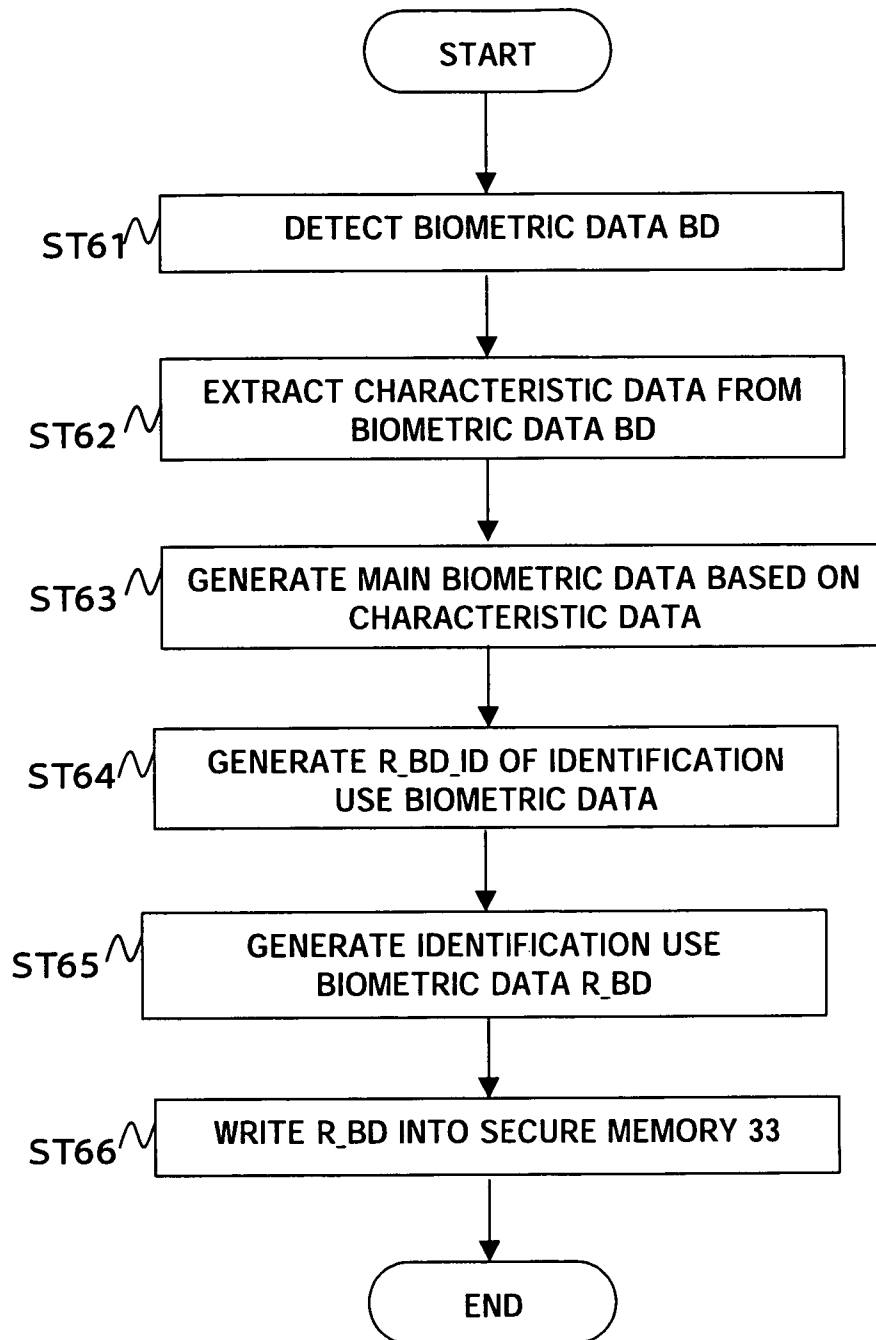 START
ST61
DETECT BIOMETRIC DATA BD
ST62
EXTRACT CHARACTERISTIC DATA FROM
BIOMETRIC DATA BD
ST63
GENERATE MAIN BIOMETRIC DATA BASED ON
CHARACTERISTIC DATA
ST64
GENERATE R_BD_ID OF IDENTIFICATION
USE BIOMETRIC DATA
ST65
GENERATE IDENTIFICATION USE
BIOMETRIC DATA R_BD
ST66
WRITE R_BD INTO SECURE MEMORY 33
END